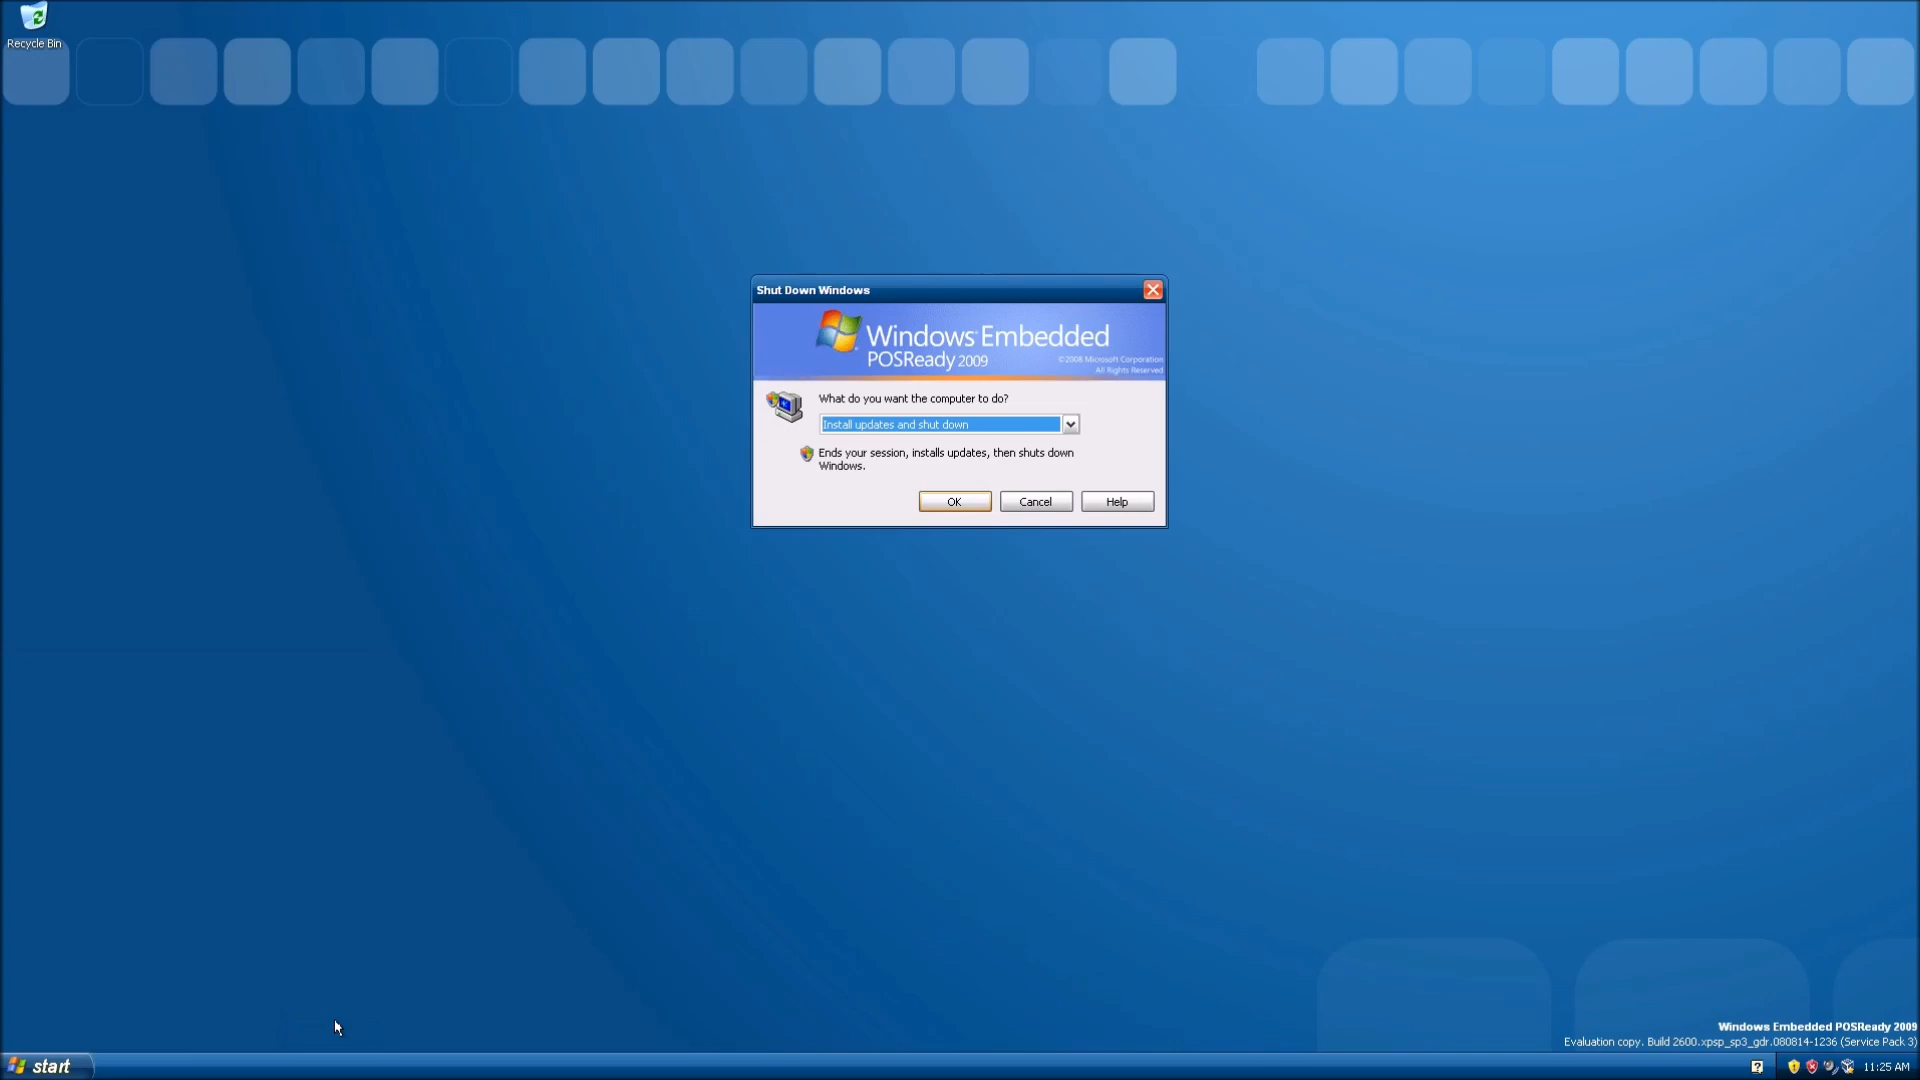 Recycle Bin
Shut Down Windows
Windows Embedded
POSReady 2009
©2008 Microsoft Corporation
All Rights Reserved
What do you want the computer to do?
Install updates and shut down
Ends your session, installs updates, then shuts down
Windows.
OK
Cancel
Help
Windows Embedded POSReady 2009
Evaluation copy. Build 2600.xpsp_sp3_gdr.080814-1236 (Service Pack 3)
start
11:25 AM